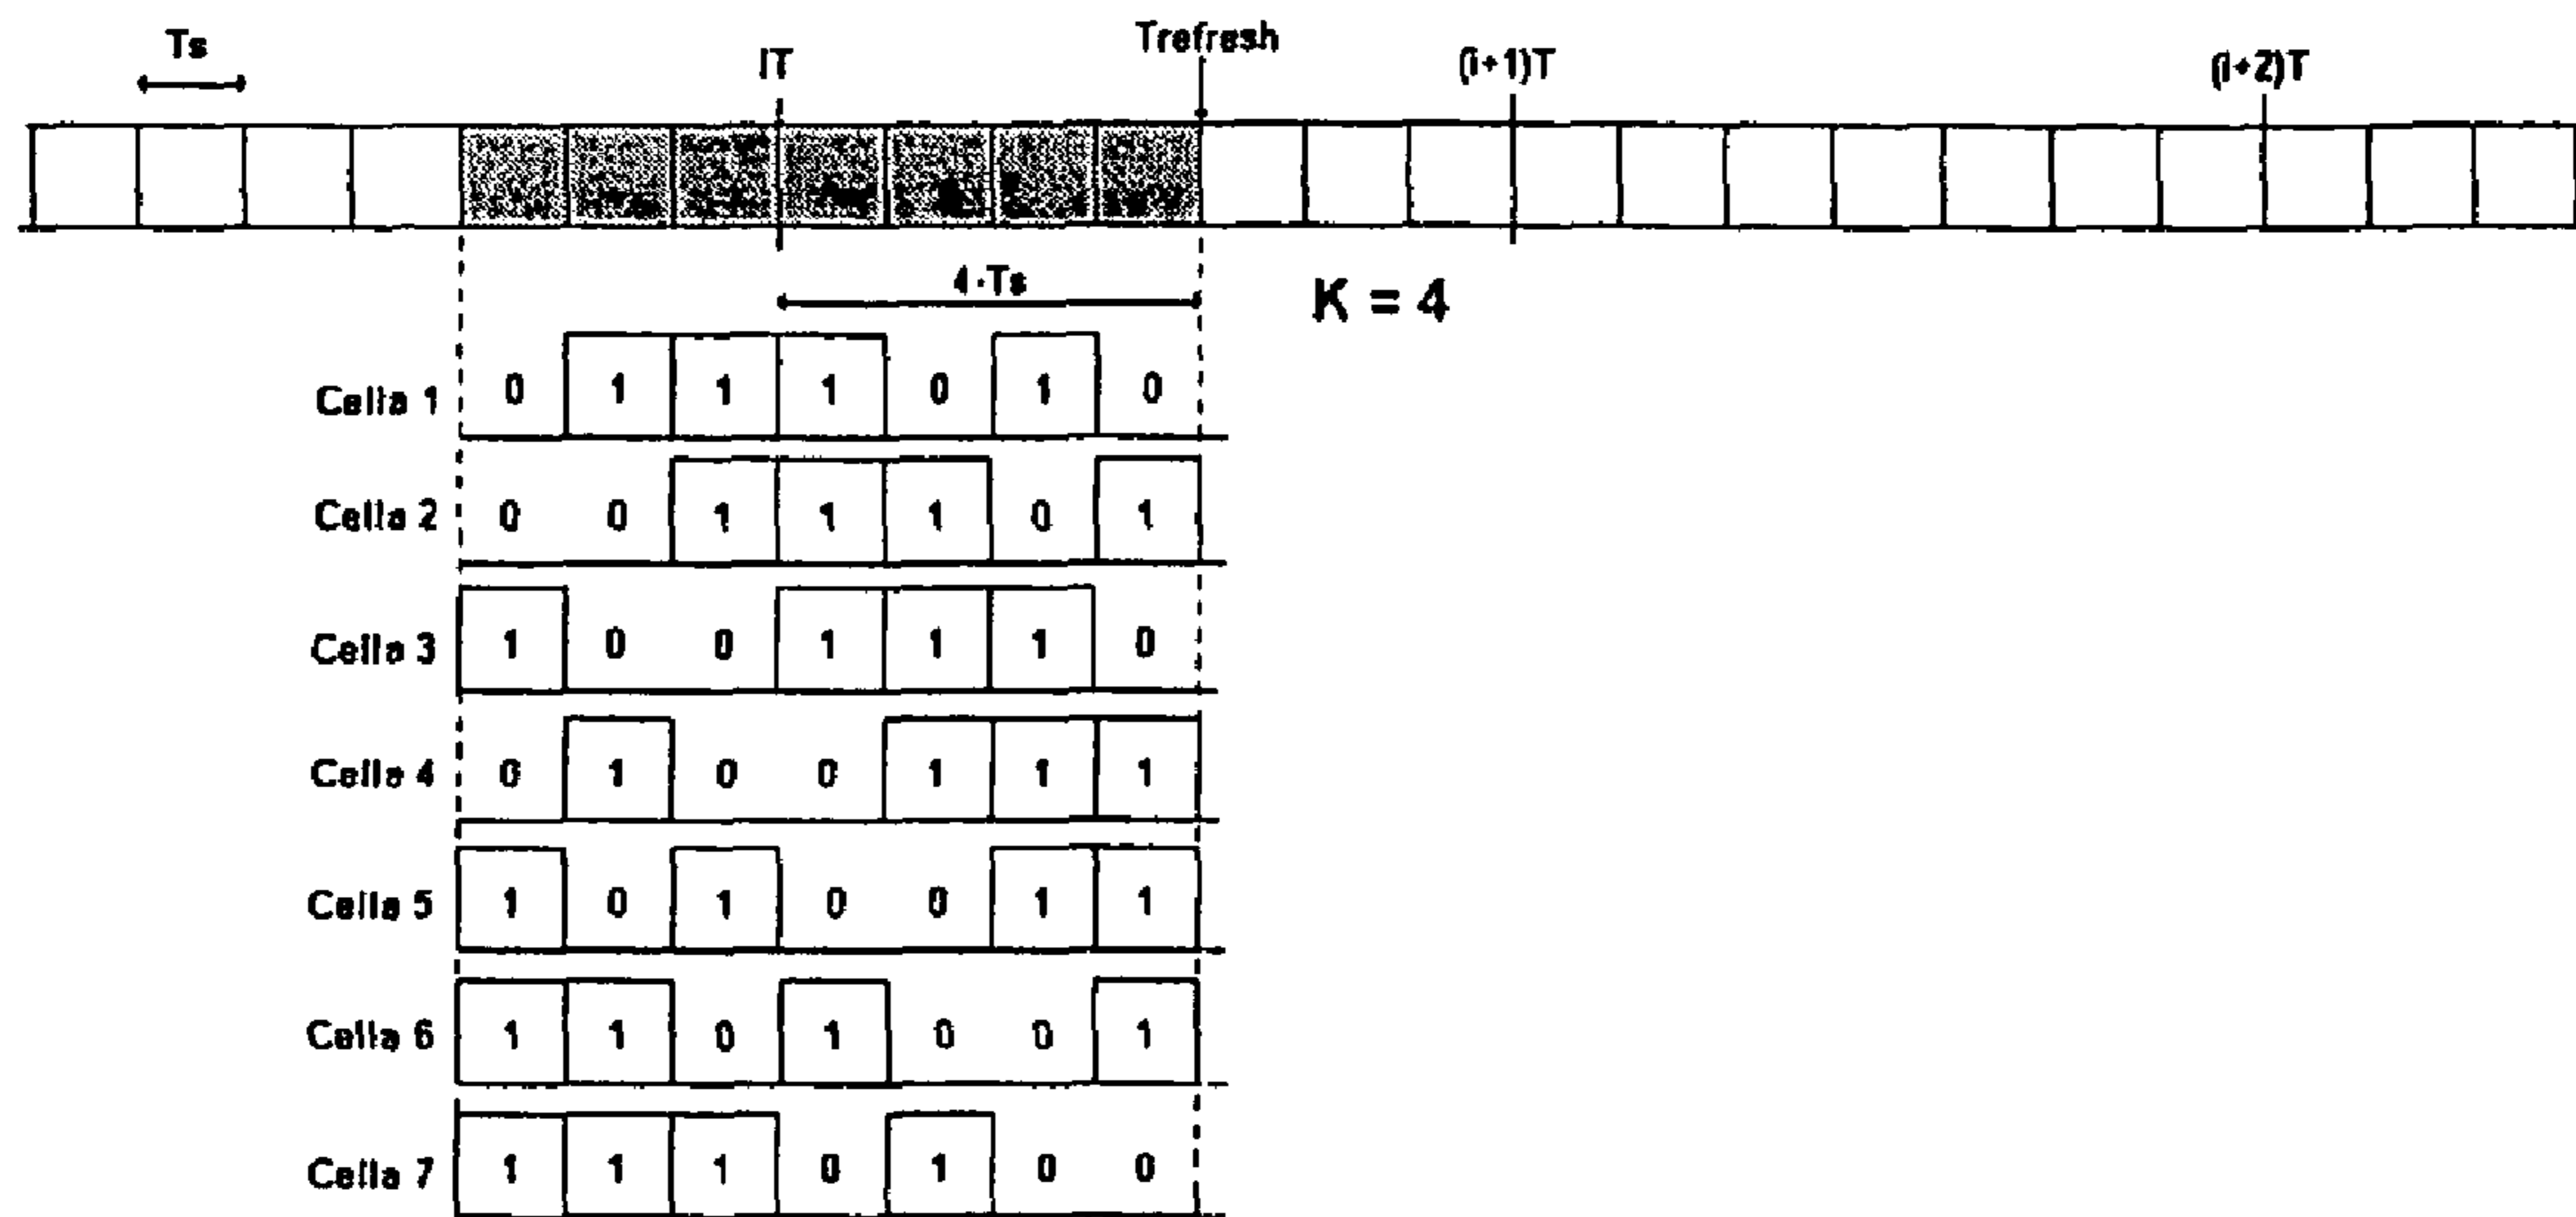 Ts
iT
Trefresh
(i+1)T
(i+2)T
4·Ts
K = 4
Cella 1 0 1 1 1 0 1 0
Cella 2 0 0 1 1 1 0 1
Cella 3 1 0 0 1 1 1 0
Cella 4 0 1 0 0 1 1 1
Cella 5 1 0 1 0 0 1 1
Cella 6 1 1 0 1 0 0 1
Cella 7 1 1 1 0 1 0 0